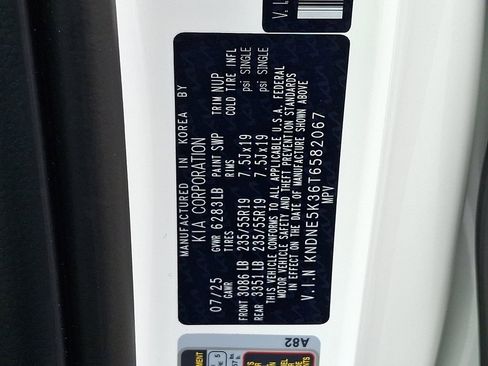 MANUFACTURED IN KOREA BY
KIA CORPORATION
07/25 GVWR 6283LB PAINT SWP TRIM NUP
GAWR TIRES RIMS COLD TIRE INFL
FRONT 3086 LB 235/55R19 7.5Jx19 psi SINGLE
REAR 3351 LB 235/55R19 7.5Jx19 psi SINGLE
THIS VEHICLE CONFORMS TO ALL APPLICABLE U.S.A. FEDERAL
MOTOR VEHICLE SAFETY AND THEFT PREVENTION STANDARDS
IN EFFECT ON THE DATE OF MANUFACTURE SHOWN ABOVE
V.I.N KNDNE5K36T6582067
MPV
A82